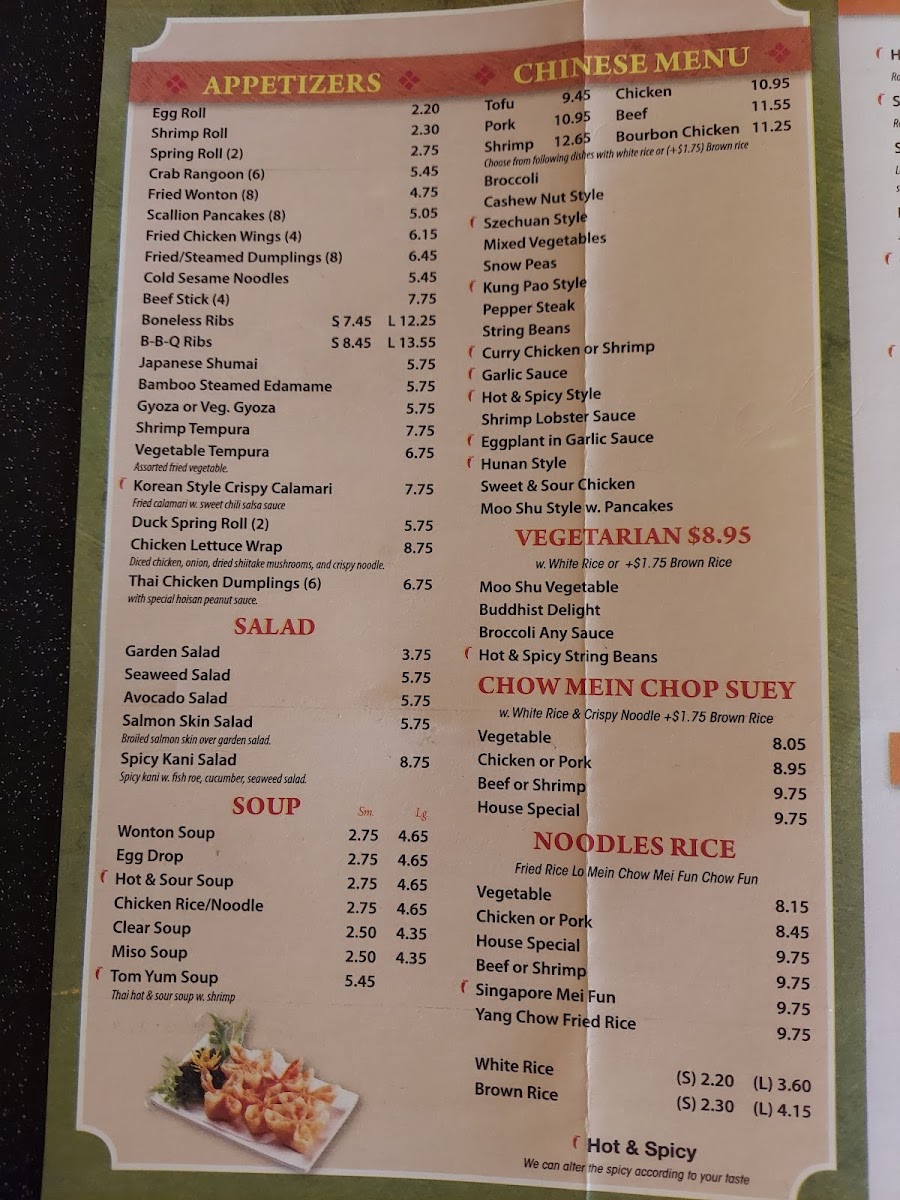 APPETIZERS
Egg Roll 2.20
Shrimp Roll 2.30
Spring Roll (2) 2.75
Crab Rangoon (6) 5.45
Fried Wonton (8) 4.75
Scallion Pancakes (8) 5.05
Fried Chicken Wings (4) 6.15
Fried/Steamed Dumplings (8) 6.45
Cold Sesame Noodles 5.45
Beef Stick (4) 7.75
Boneless Ribs S 7.45 L 12.25
B-B-Q Ribs S 8.45 L 13.55
Japanese Shumai 5.75
Bamboo Steamed Edamame 5.75
Gyoza or Veg. Gyoza 5.75
Shrimp Tempura 7.75
Vegetable Tempura 6.75
Assorted fried vegetable.
Korean Style Crispy Calamari 7.75
Fried calamari w. sweet chili salsa sauce
Duck Spring Roll (2) 5.75
Chicken Lettuce Wrap 8.75
Diced chicken, onion, dried shiitake mushrooms, and crispy noodle.
Thai Chicken Dumplings (6) 6.75
with special hoisan peanut sauce.
SALAD
Garden Salad 3.75
Seaweed Salad 5.75
Avocado Salad 5.75
Salmon Skin Salad 5.75
Broiled salmon skin over garden salad.
Spicy Kani Salad 8.75
Spicy kani w. fish roe, cucumber, seaweed salad.
SOUP Sm. Lg.
Wonton Soup 2.75 4.65
Egg Drop 2.75 4.65
Hot & Sour Soup 2.75 4.65
Chicken Rice/Noodle 2.75 4.65
Clear Soup 2.50 4.35
Miso Soup 2.50 4.35
Tom Yum Soup 5.45
Thai hot & sour soup w. shrimp
CHINESE MENU
Tofu 9.45 Chicken 10.95
Pork 10.95 Beef 11.55
Shrimp 12.65 Bourbon Chicken 11.25
Choose from following dishes with white rice or (+$1.75) Brown rice
Broccoli
Cashew Nut Style
Szechuan Style
Mixed Vegetables
Snow Peas
Kung Pao Style
Pepper Steak
String Beans
Curry Chicken or Shrimp
Garlic Sauce
Hot & Spicy Style
Shrimp Lobster Sauce
Eggplant in Garlic Sauce
Hunan Style
Sweet & Sour Chicken
Moo Shu Style w. Pancakes
VEGETARIAN $8.95
w. White Rice or +$1.75 Brown Rice
Moo Shu Vegetable
Buddhist Delight
Broccoli Any Sauce
Hot & Spicy String Beans
CHOW MEIN CHOP SUEY
w. White Rice & Crispy Noodle +$1.75 Brown Rice
Vegetable 8.05
Chicken or Pork 8.95
Beef or Shrimp 9.75
House Special 9.75
NOODLES RICE
Fried Rice Lo Mein Chow Mei Fun Chow Fun
Vegetable 8.15
Chicken or Pork 8.45
House Special 9.75
Beef or Shrimp 9.75
Singapore Mei Fun 9.75
Yang Chow Fried Rice 9.75
White Rice (S) 2.20 (L) 3.60
Brown Rice (S) 2.30 (L) 4.15
Hot & Spicy
We can alter the spicy according to your taste